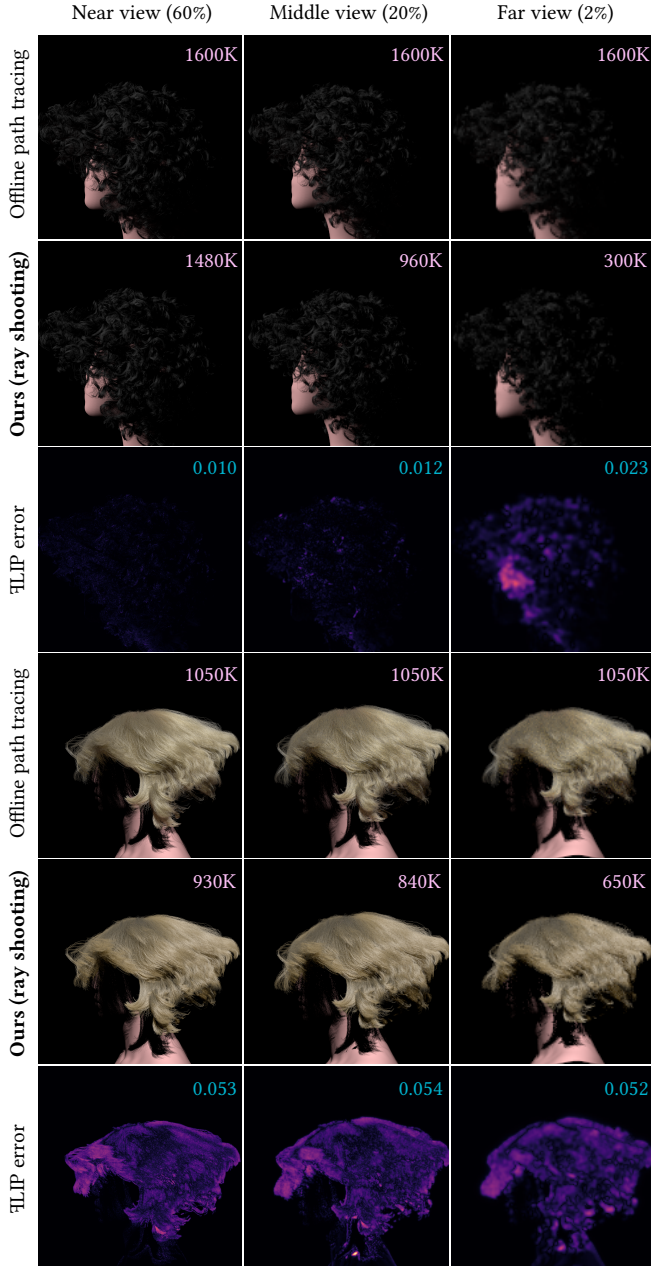 Near view (60%) Middle view (20%) Far view (2%)
Offline path tracing
1600K 1600K 1600K
Ours (ray shooting)
1480K 960K 300K
ꟻLIP error
0.010 0.012 0.023
Offline path tracing
1050K 1050K 1050K
Ours (ray shooting)
930K 840K 650K
ꟻLIP error
0.053 0.054 0.052